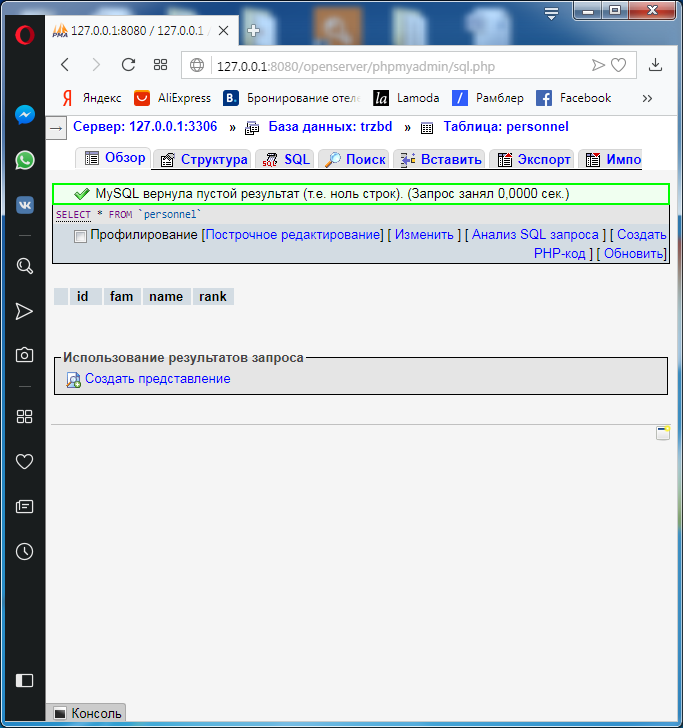 PMA 127.0.0.1:8080 / 127.0.0.1 /
127.0.0.1:8080/openserver/phpmyadmin/sql.php
Яндекс AliExpress B. Бронирование отеле la Lamoda Рамблер Facebook »
Сервер: 127.0.0.1:3306 » База данных: trzbd » Таблица: personnel
Обзор Структура SQL Поиск Вставить Экспорт Импо
MySQL вернула пустой результат (т.е. ноль строк). (Запрос занял 0,0000 сек.)
SELECT * FROM `personnel`
Профилирование [Построчное редактирование] [ Изменить ] [ Анализ SQL запроса ] [ Создать
PHP-код ] [ Обновить]
id fam name rank
Использование результатов запроса
Создать представление
Консоль